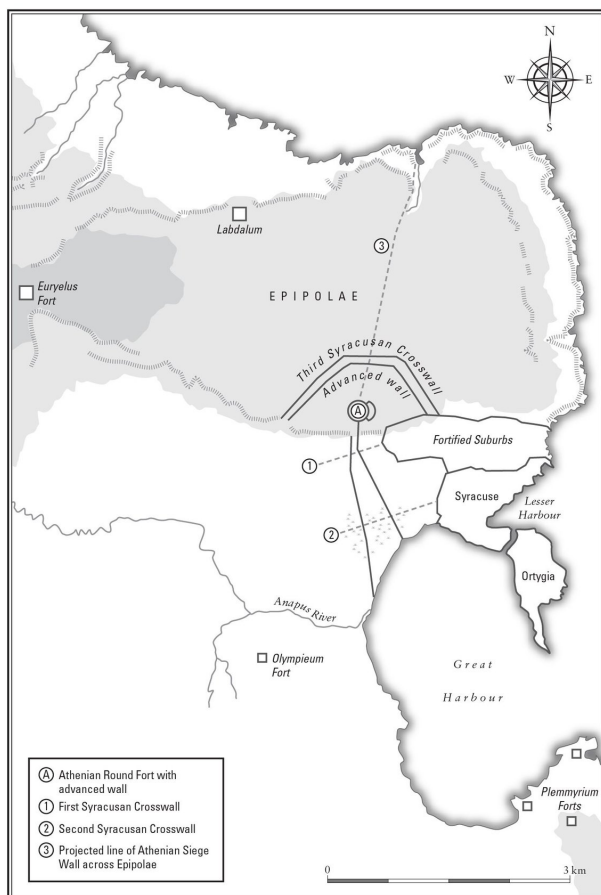 N
W
E
S
Labdalum
3
Euryelus
Fort
EPIPOLAE
Third Syracusan Crosswall
Advanced wall
A
Fortified Suburbs
1
Syracuse
Lesser
Harbour
2
Ortygia
Anapus River
Olympieum
Fort
Great
Harbour
Plemmyrium
Forts
A Athenian Round Fort with
advanced wall
1 First Syracusan Crosswall
2 Second Syracusan Crosswall
3 Projected line of Athenian Siege
Wall across Epipolae
0 3 km